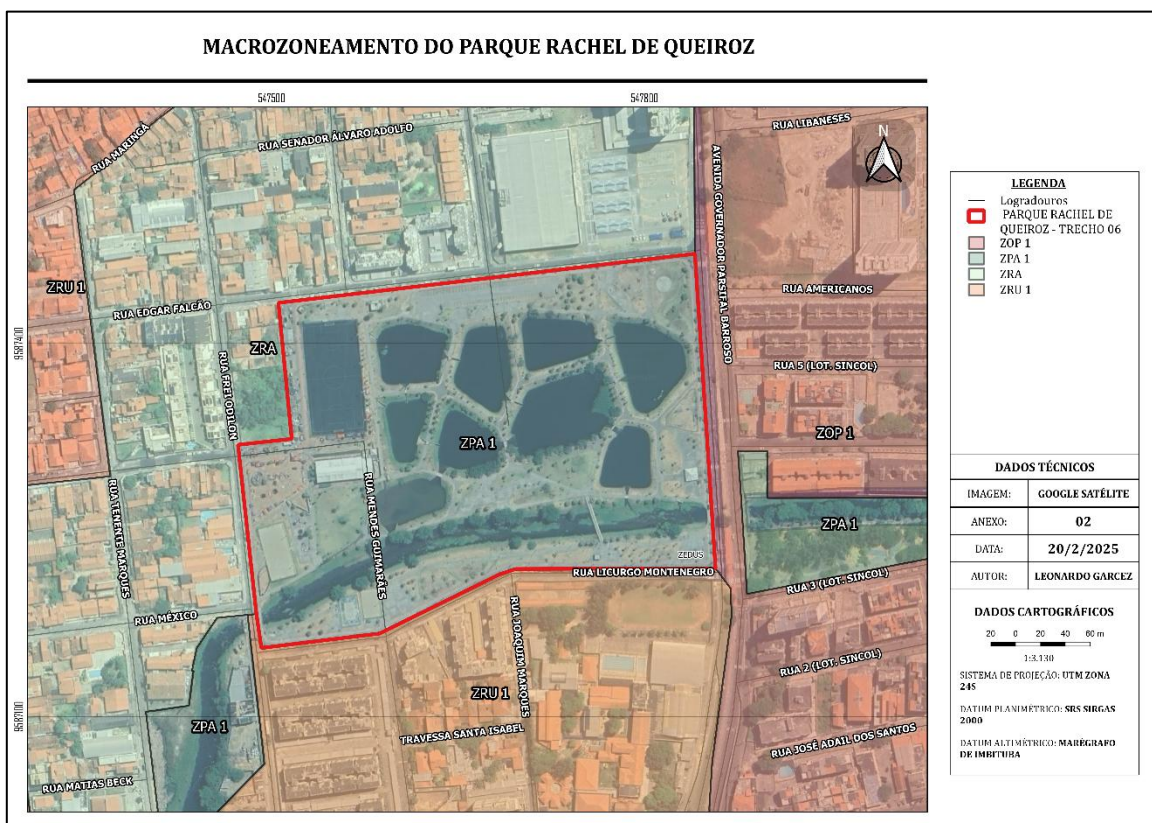 MACROZONEAMENTO DO PARQUE RACHEL DE QUEIROZ
547500
547800
RUA MARINGÁ
RUA SENADOR ÁLVARO ADOLFO
RUA LIBANESES
N
AVENIDA GOVERNADOR PARSIFAL BARROSO
ZRU 1
RUA EDGAR FALCÃO
RUA AMERICANOS
9587400
ZRA
RUA FREI ODILON
RUA 5 (LOT. SINCOL)
ZPA 1
ZOP 1
RUA TENENTE MARQUES
RUA MENDES GUIMARÃES
ZPA 1
ZEDUS
RUA LICURGO MONTENEGRO
RUA 3 (LOT. SINCOL)
RUA MÉXICO
RUA JOAQUIM MARQUES
RUA 2 (LOT. SINCOL)
ZRU 1
9587100
ZPA 1
TRAVESSA SANTA ISABEL
RUA JOSÉ ADAIL DOS SANTOS
RUA MATIAS BECK
LEGENDA
Logradouros
PARQUE RACHEL DE
QUEIROZ - TRECHO 06
ZOP 1
ZPA 1
ZRA
ZRU 1
DADOS TÉCNICOS
IMAGEM: GOOGLE SATÉLITE
ANEXO: 02
DATA: 20/2/2025
AUTOR: LEONARDO GARCEZ
DADOS CARTOGRÁFICOS
20 0 20 40 60 m
1:3.130
SISTEMA DE PROJEÇÃO: UTM ZONA
24S
DATUM PLANIMÉTRICO: SRS SIRGAS
2000
DATUM ALTIMÉTRICO: MARÉGRAFO
DE IMBITUBA